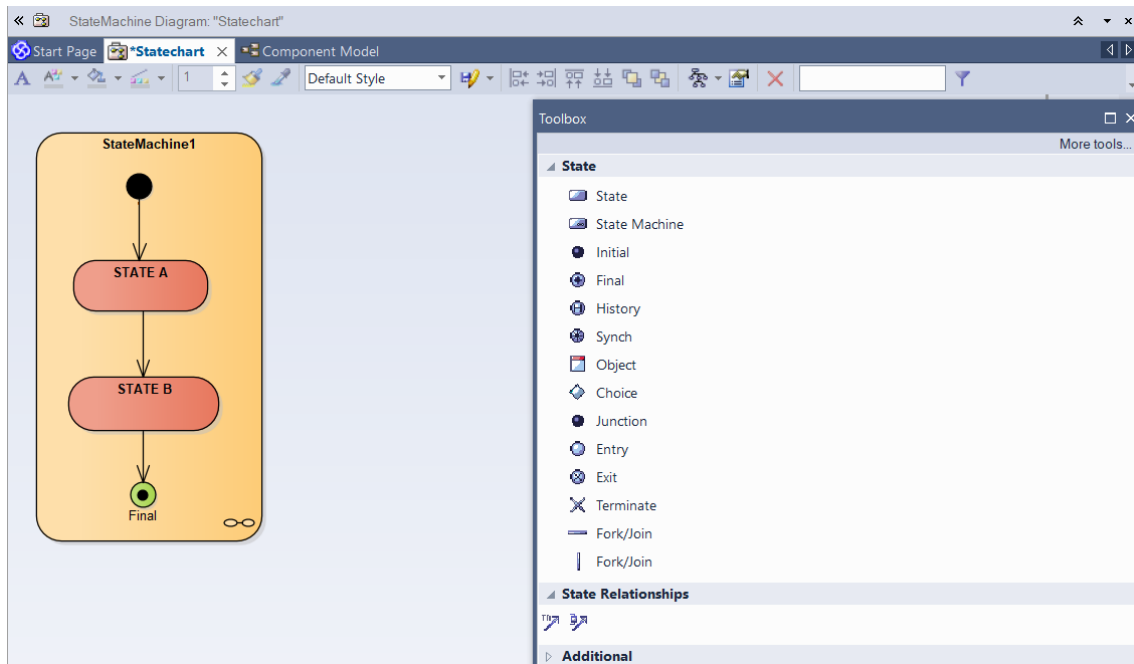 StateMachine Diagram: "Statechart"
Start Page *Statechart Component Model
1 Default Style
StateMachine1
STATE A
STATE B
Final
Toolbox
More tools...
State
State
State Machine
Initial
Final
History
Synch
Object
Choice
Junction
Entry
Exit
Terminate
Fork/Join
Fork/Join
State Relationships
Additional